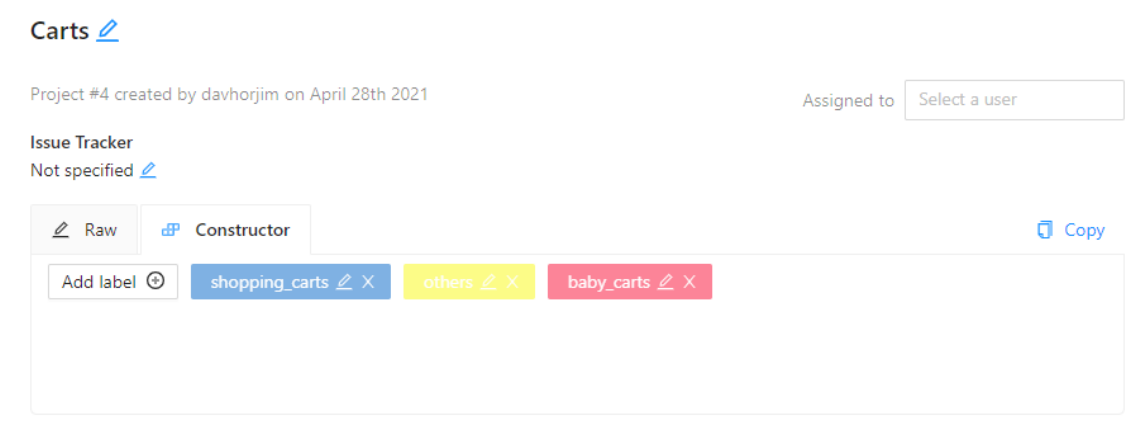 Carts
Project #4 created by davhorjim on April 28th 2021
Assigned to Select a user
Issue Tracker
Not specified
Raw Constructor Copy
Add label shopping_carts X others X baby_carts X